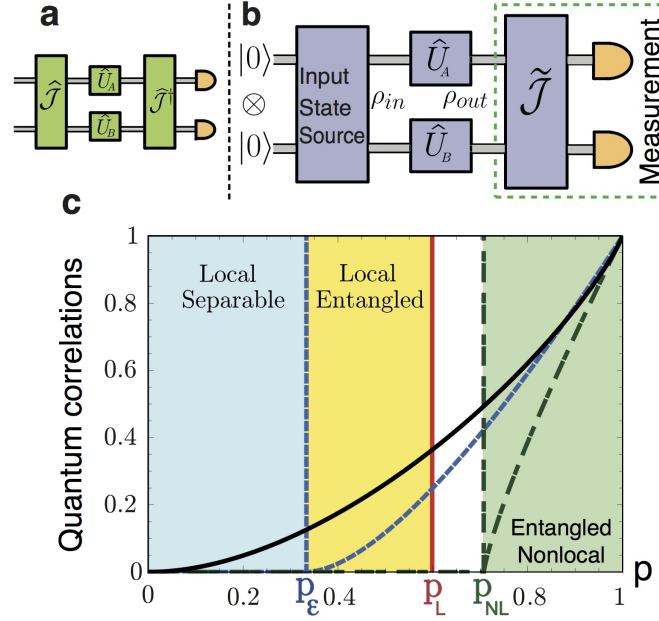 a
b
Ĵ
Û_A
Û_B
Ĵ†
|0⟩
⊗
|0⟩
Input
State
Source
ρ_in
Û_A
Û_B
ρ_out
J̃
Measurement
c
Quantum correlations
1
0.8
0.6
0.4
0.2
0
Local
Separable
Local
Entangled
Entangled
Nonlocal
0
0.2
p_ε
0.4
p_L
p_NL
0.8
1
p